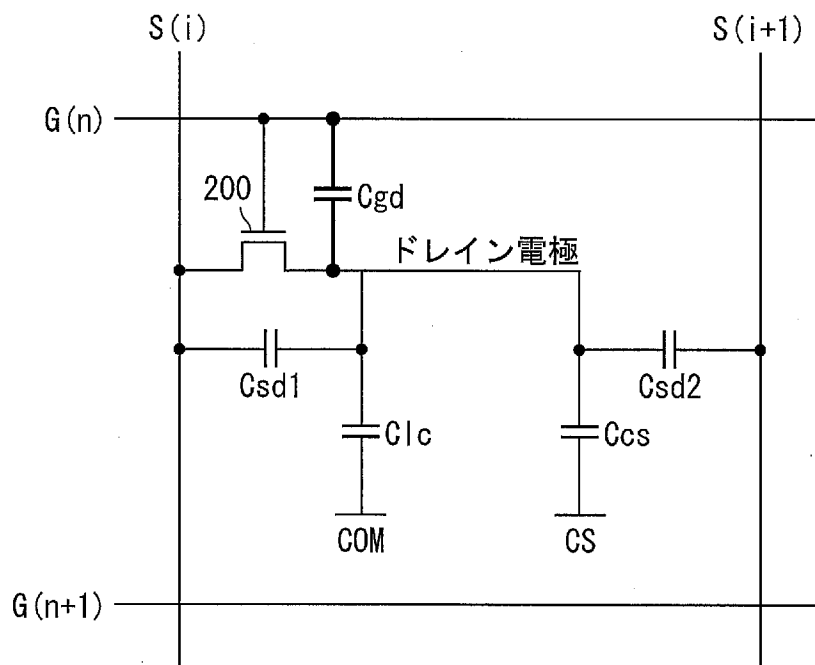 S(i)
S(i+1)
G(n)
200
Cgd
ドレイン電極
Csd1
Csd2
Clc
Ccs
COM
CS
G(n+1)